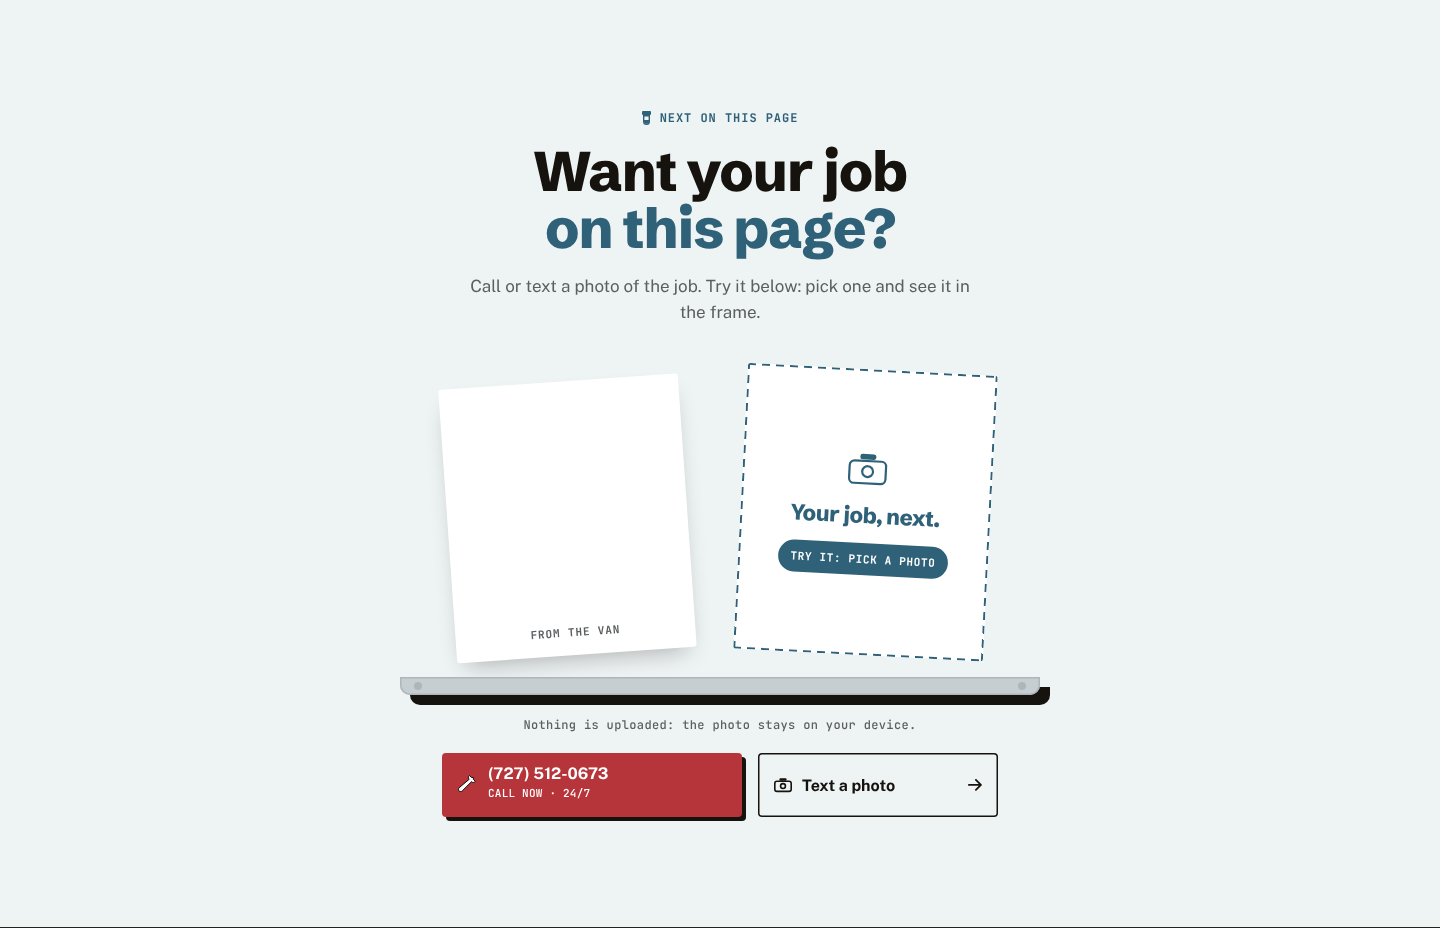 NEXT ON THIS PAGE
Want your job
on this page?
Call or text a photo of the job. Try it below: pick one and see it in
the frame.
Your job, next.
TRY IT: PICK A PHOTO
FROM THE VAN
Nothing is uploaded: the photo stays on your device.
(727) 512-0673
CALL NOW · 24/7
Text a photo